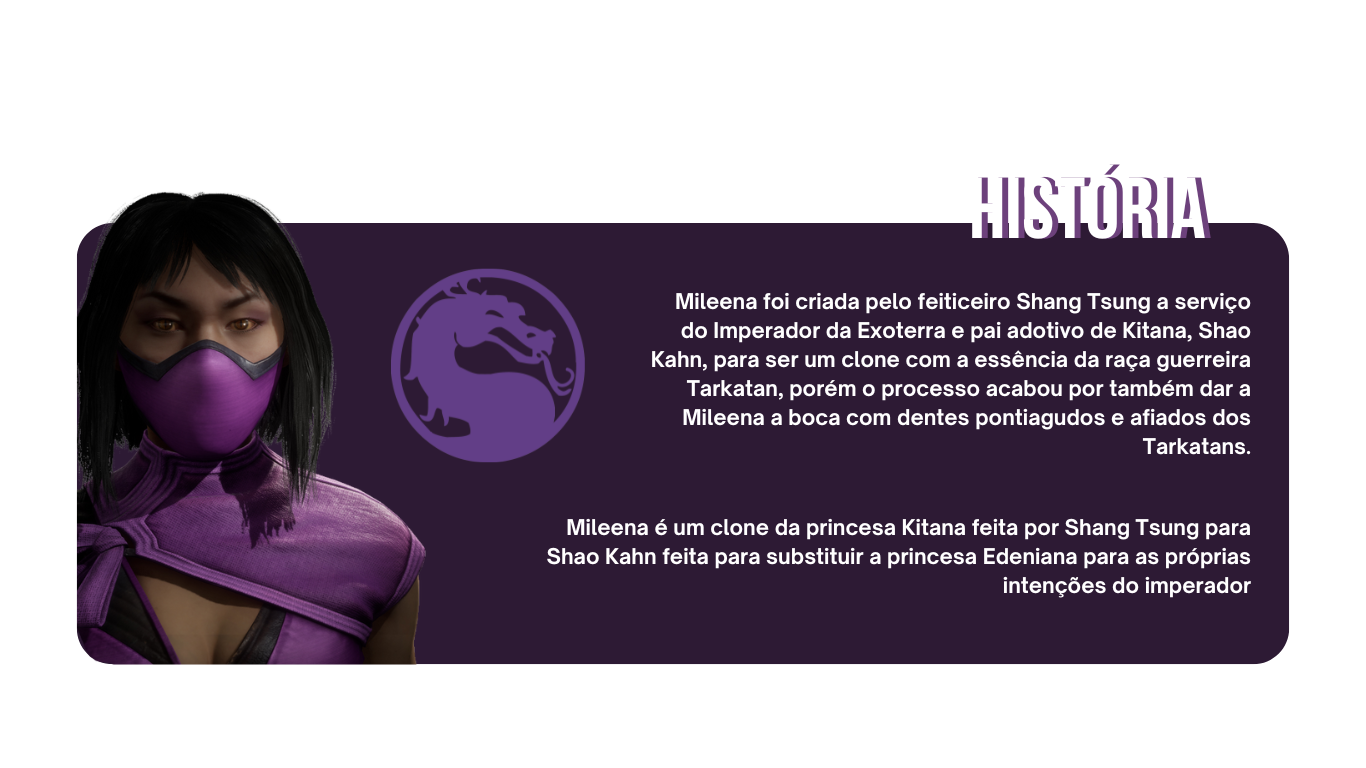 HISTÓRIA
Mileena foi criada pelo feiticeiro Shang Tsung a serviço
do Imperador da Exoterra e pai adotivo de Kitana, Shao
Kahn, para ser um clone com a essência da raça guerreira
Tarkatan, porém o processo acabou por também dar a
Mileena a boca com dentes pontiagudos e afiados dos
Tarkatans.
Mileena é um clone da princesa Kitana feita por Shang Tsung para
Shao Kahn feita para substituir a princesa Edeniana para as próprias
intenções do imperador